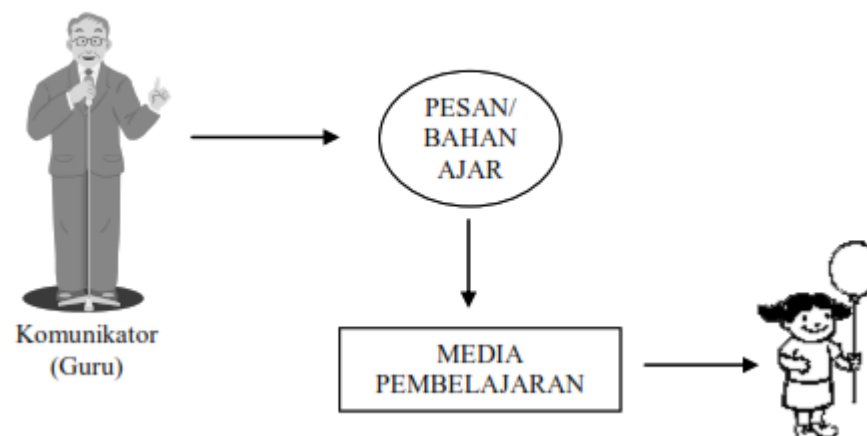 PESAN/
BAHAN
AJAR
Komunikator
(Guru)
MEDIA
PEMBELAJARAN